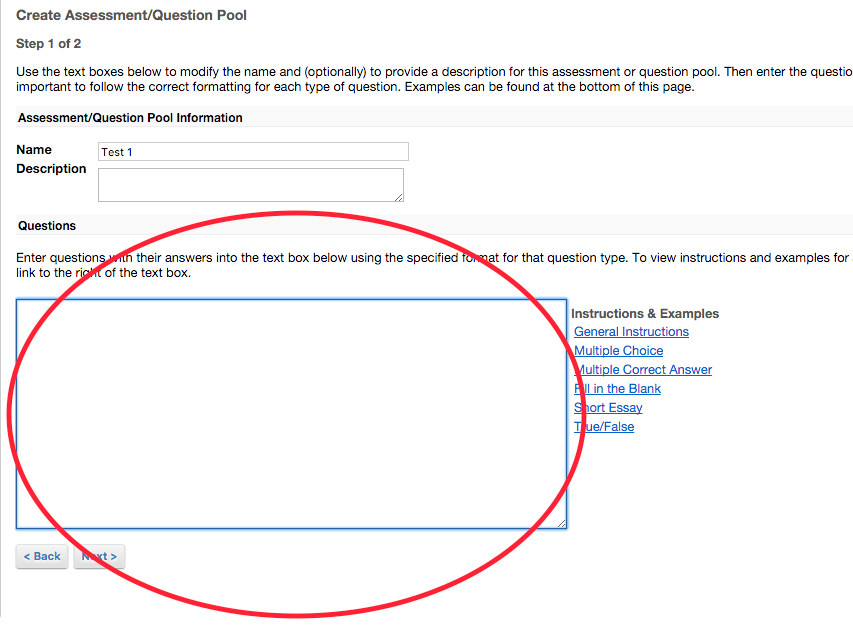 Create Assessment/Question Pool
Step 1 of 2
Use the text boxes below to modify the name and (optionally) to provide a description for this assessment or question pool. Then enter the questio
important to follow the correct formatting for each type of question. Examples can be found at the bottom of this page.
Assessment/Question Pool Information
Name Test 1
Description
Questions
Enter questions with their answers into the text box below using the specified format for that question type. To view instructions and examples for
link to the right of the text box.
Instructions & Examples
General Instructions
Multiple Choice
Multiple Correct Answer
Fill in the Blank
Short Essay
True/False
< Back Next >